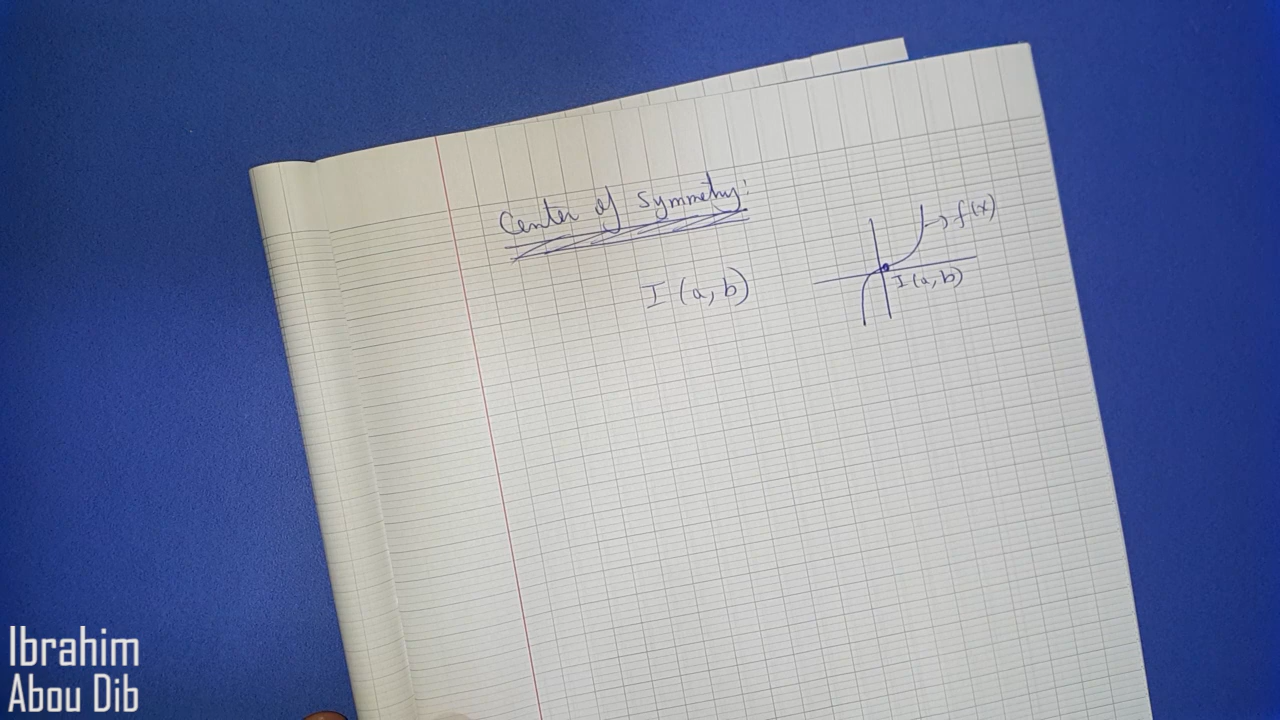 Center of Symmetry:
I (a, b)
f(x)
I (a, b)
Ibrahim
Abou Dib